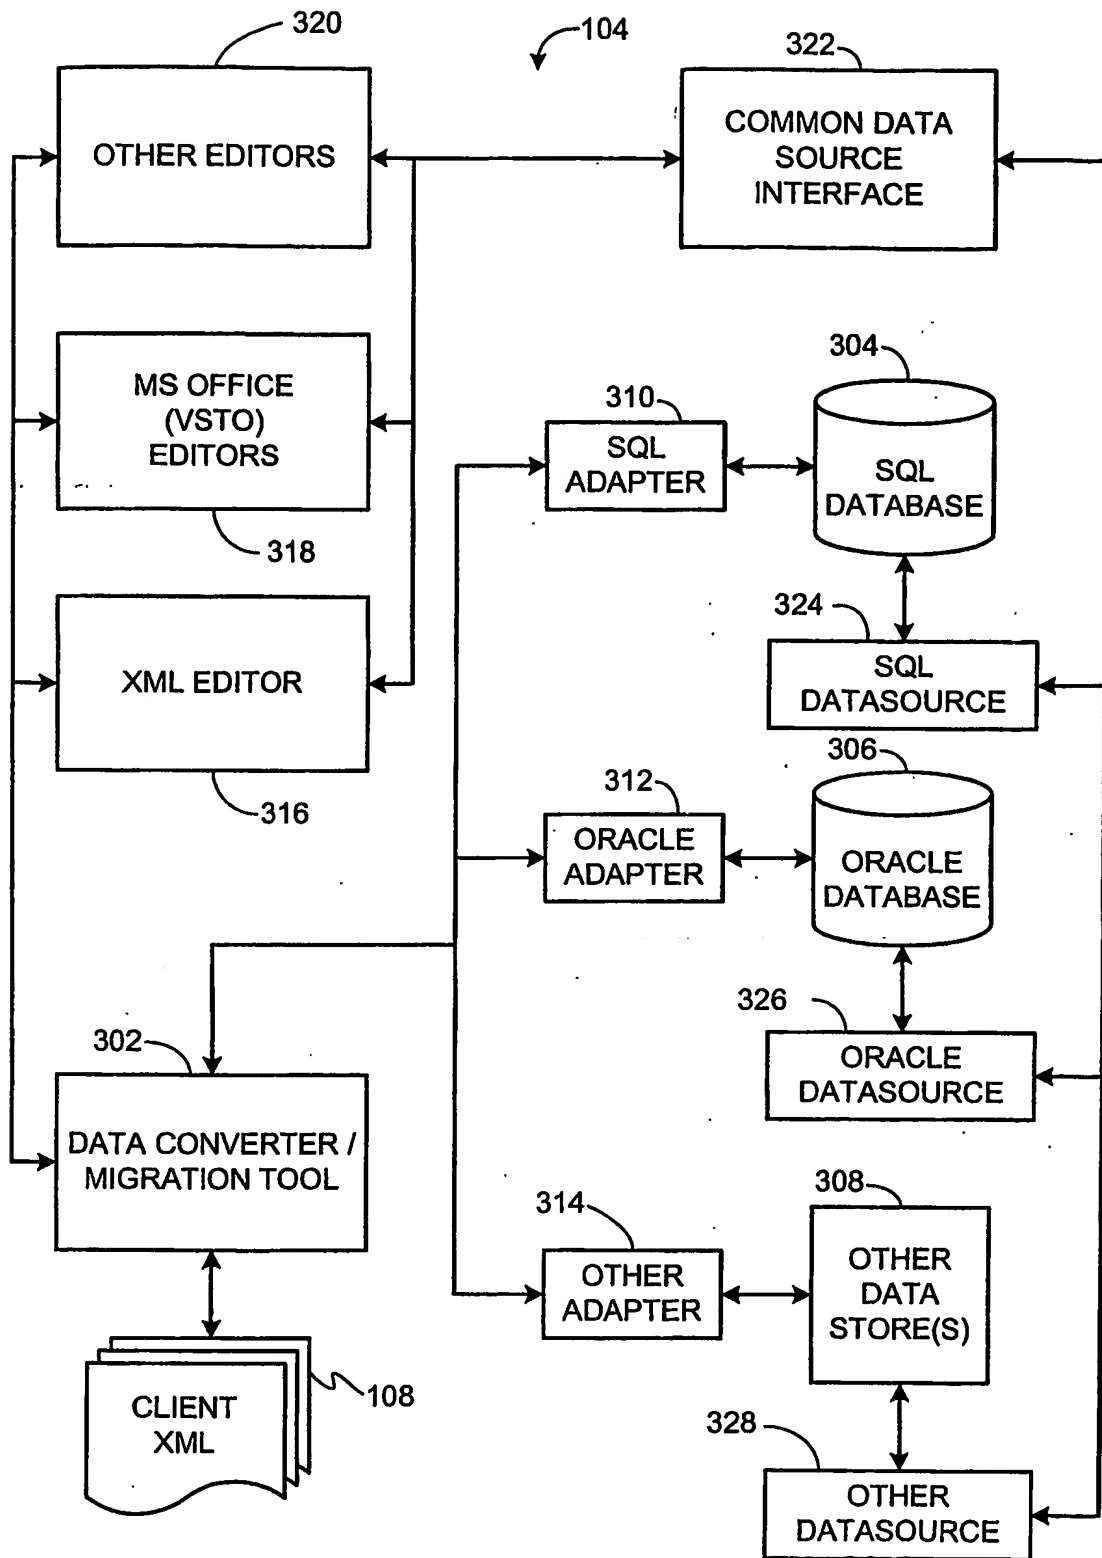 320
104
322
OTHER EDITORS
COMMON DATA
SOURCE
INTERFACE
MS OFFICE
(VSTO)
EDITORS
318
310
SQL
ADAPTER
304
SQL
DATABASE
324
SQL
DATASOURCE
XML EDITOR
316
312
ORACLE
ADAPTER
306
ORACLE
DATABASE
326
ORACLE
DATASOURCE
302
DATA CONVERTER /
MIGRATION TOOL
314
OTHER
ADAPTER
308
OTHER
DATA
STORE(S)
108
CLIENT
XML
328
OTHER
DATASOURCE